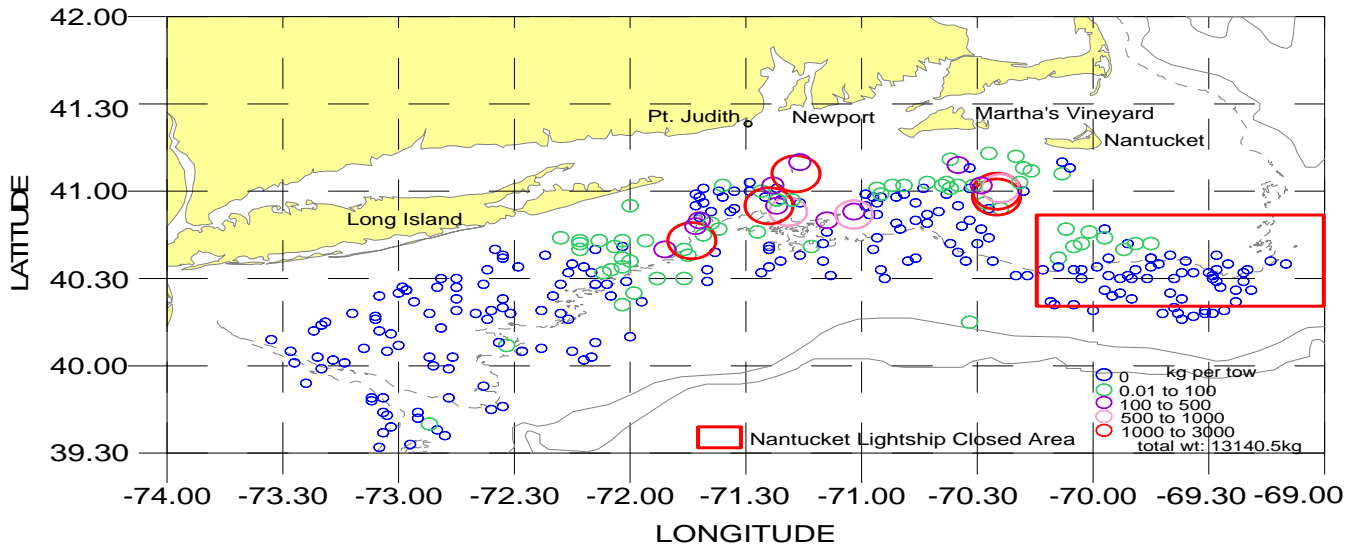 42.00
41.30
41.00
40.30
40.00
39.30
LATITUDE
Pt. Judith
Newport
Martha's Vineyard
Nantucket
Long Island
kg per tow
0
0.01 to 100
100 to 500
500 to 1000
1000 to 3000
total wt: 13140.5kg
Nantucket Lightship Closed Area
-74.00 -73.30 -73.00 -72.30 -72.00 -71.30 -71.00 -70.30 -70.00 -69.30 -69.00
LONGITUDE